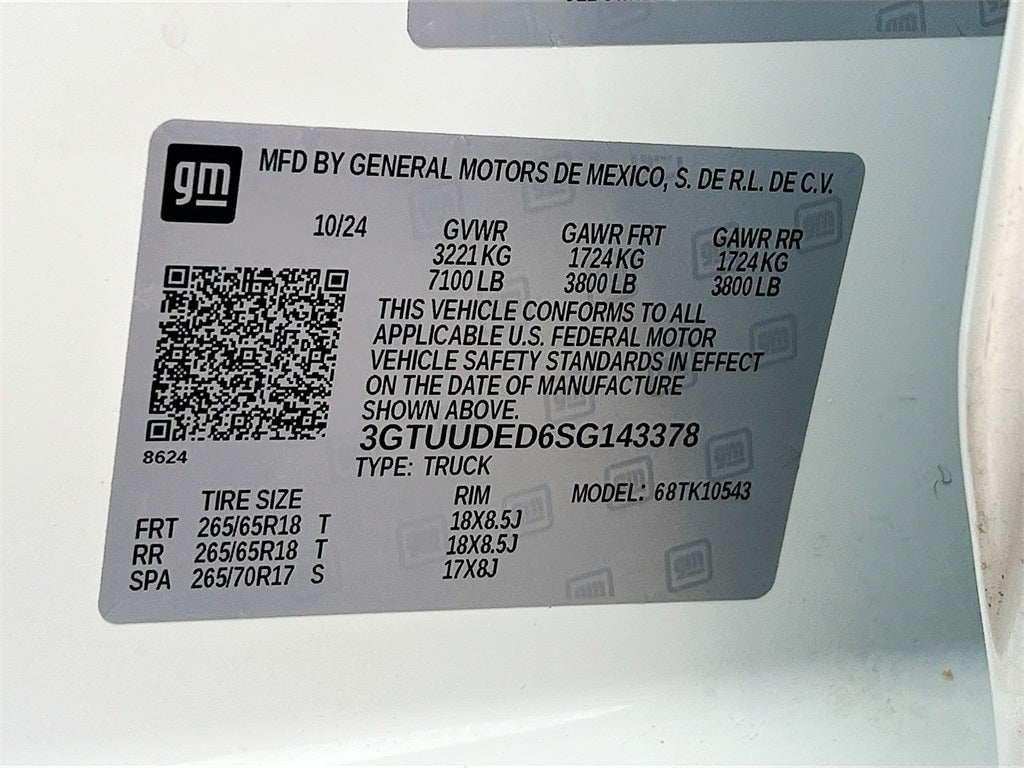 gm
MFD BY GENERAL MOTORS DE MEXICO, S. DE R.L. DE C.V.
10/24 GVWR GAWR FRT GAWR RR
3221 KG 1724 KG 1724 KG
7100 LB 3800 LB 3800 LB
THIS VEHICLE CONFORMS TO ALL
APPLICABLE U.S. FEDERAL MOTOR
VEHICLE SAFETY STANDARDS IN EFFECT
ON THE DATE OF MANUFACTURE
SHOWN ABOVE.
3GTUUDED6SG143378
8624
TYPE: TRUCK
TIRE SIZE RIM MODEL: 68TK10543
FRT 265/65R18 T 18X8.5J
RR 265/65R18 T 18X8.5J
SPA 265/70R17 S 17X8J